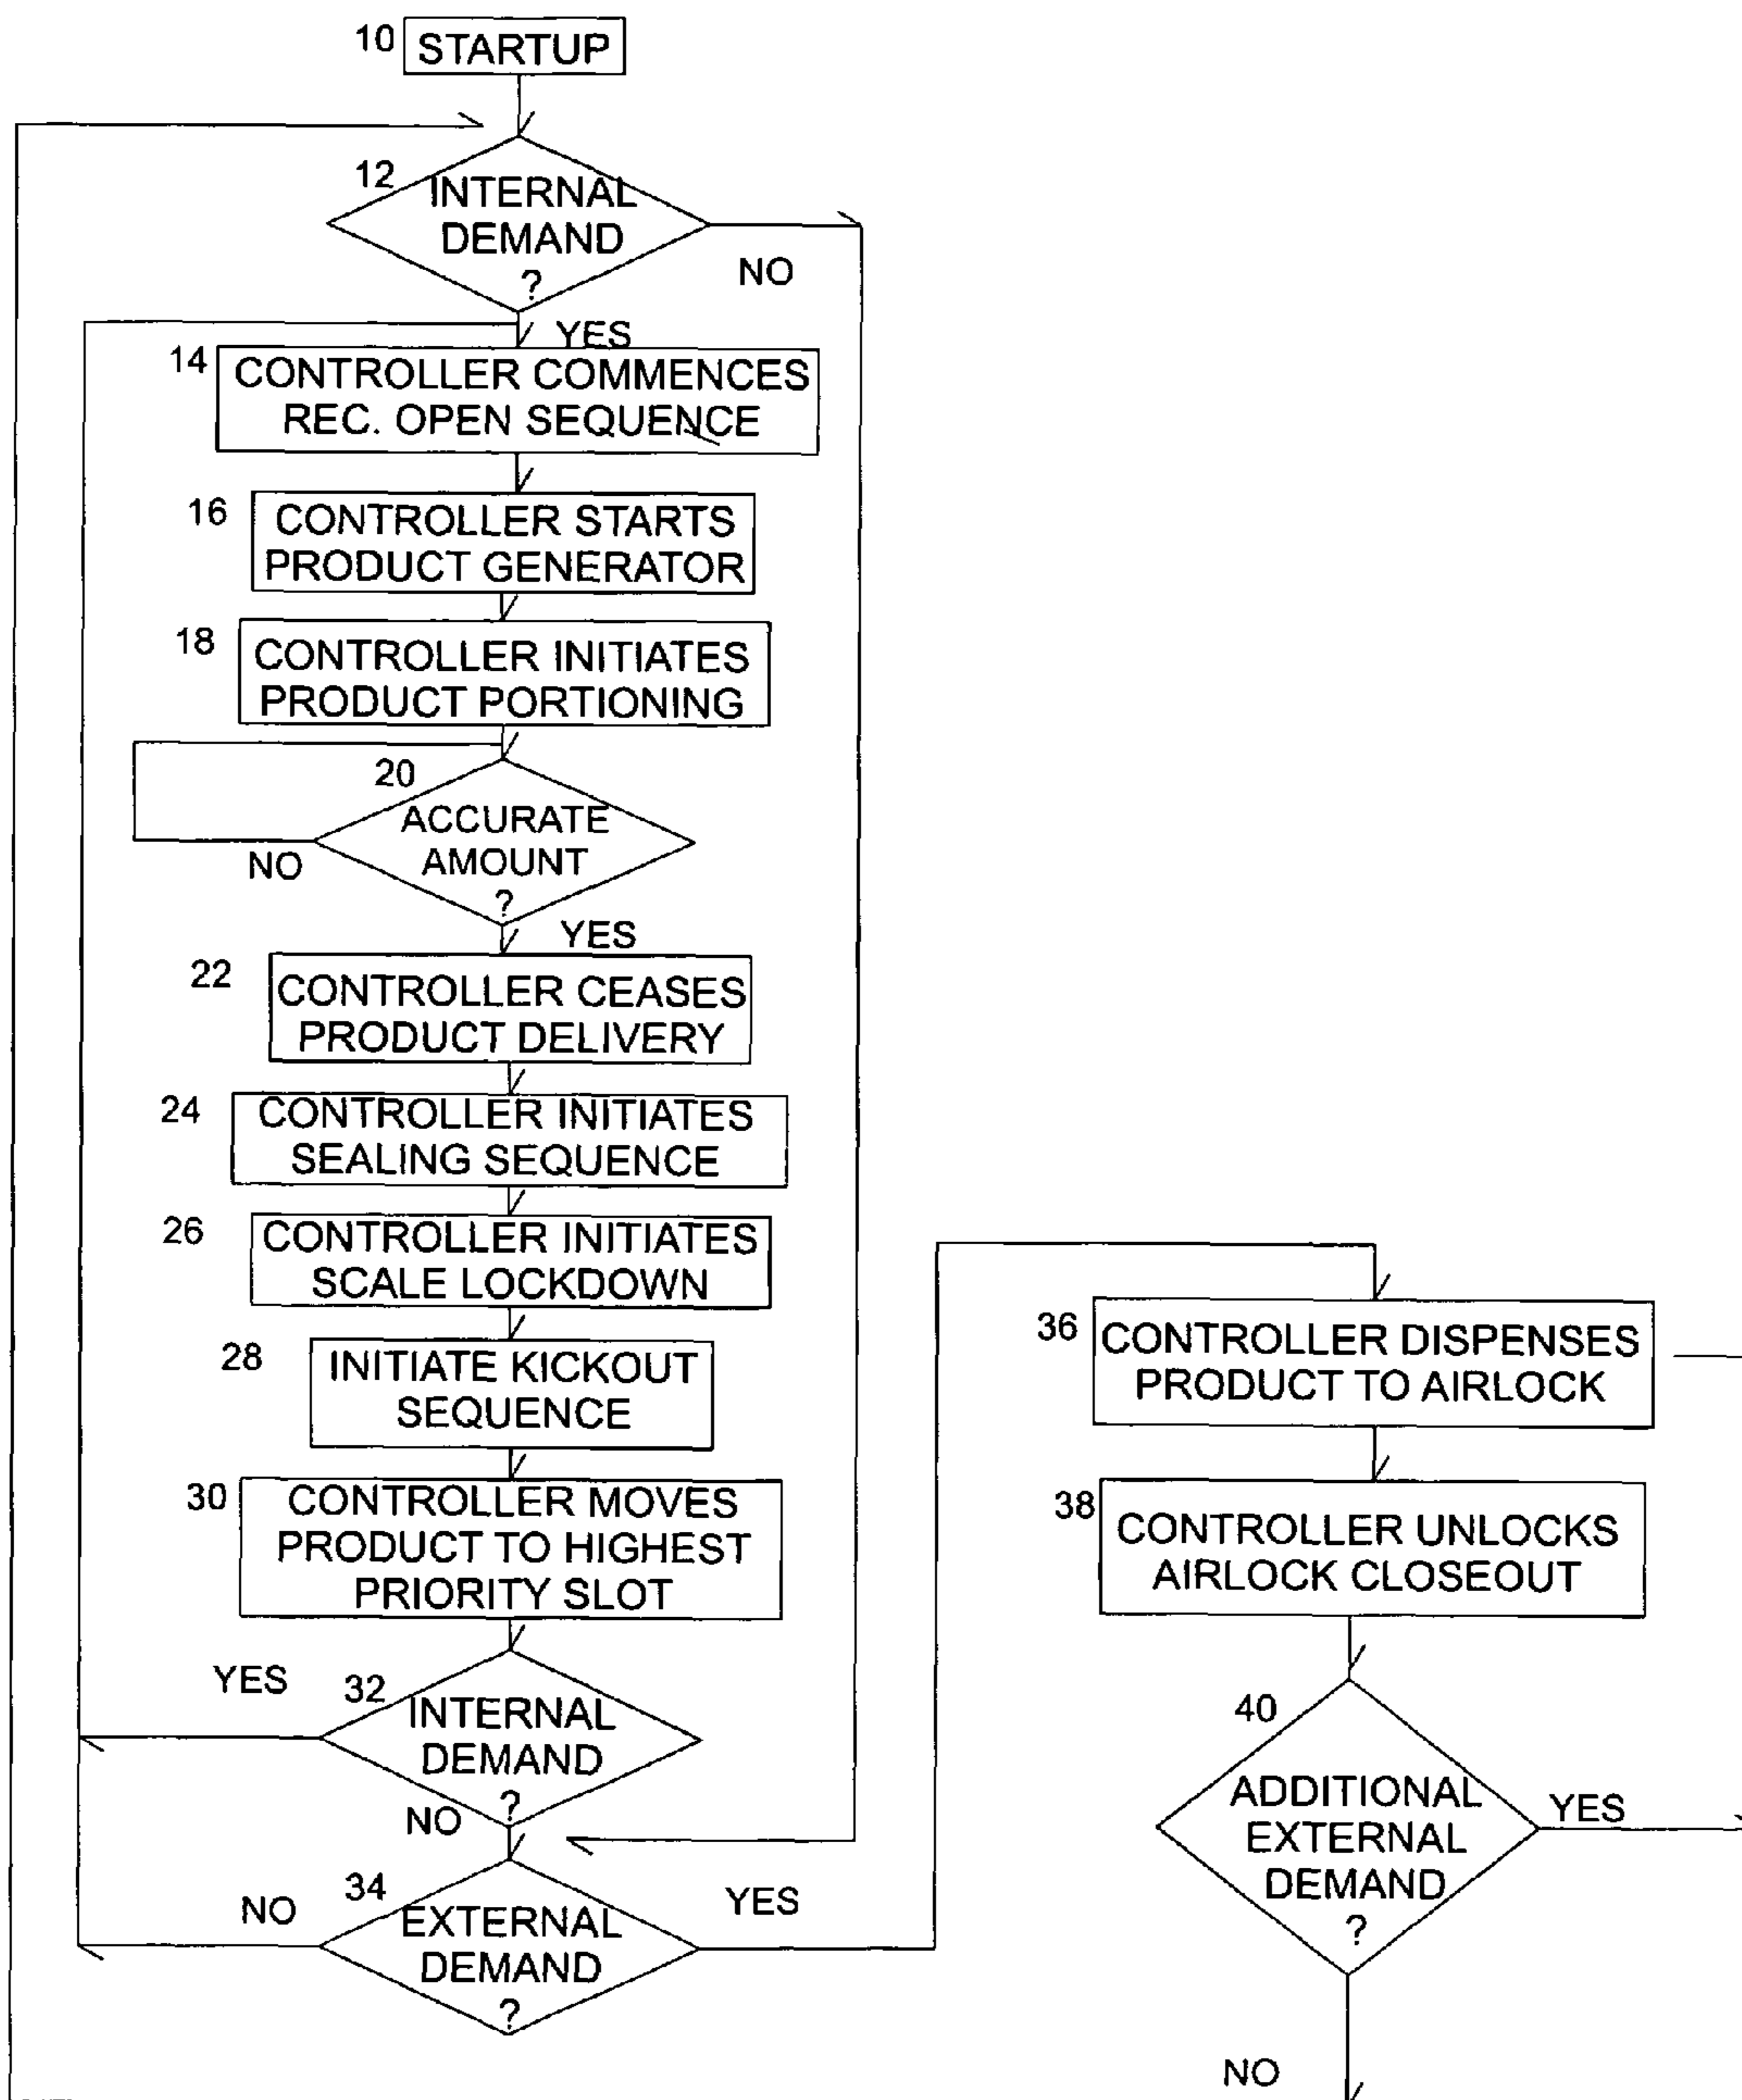 10 STARTUP
12
INTERNAL
DEMAND
?
NO
YES
14
CONTROLLER COMMENCES
REC. OPEN SEQUENCE
16
CONTROLLER STARTS
PRODUCT GENERATOR
18
CONTROLLER INITIATES
PRODUCT PORTIONING
20
ACCURATE
AMOUNT
?
NO
YES
22
CONTROLLER CEASES
PRODUCT DELIVERY
24
CONTROLLER INITIATES
SEALING SEQUENCE
26
CONTROLLER INITIATES
SCALE LOCKDOWN
28
INITIATE KICKOUT
SEQUENCE
30
CONTROLLER MOVES
PRODUCT TO HIGHEST
PRIORITY SLOT
YES
32
INTERNAL
DEMAND
?
NO
34
EXTERNAL
DEMAND
?
NO
YES
36
CONTROLLER DISPENSES
PRODUCT TO AIRLOCK
38
CONTROLLER UNLOCKS
AIRLOCK CLOSEOUT
40
ADDITIONAL
EXTERNAL
DEMAND
?
YES
NO